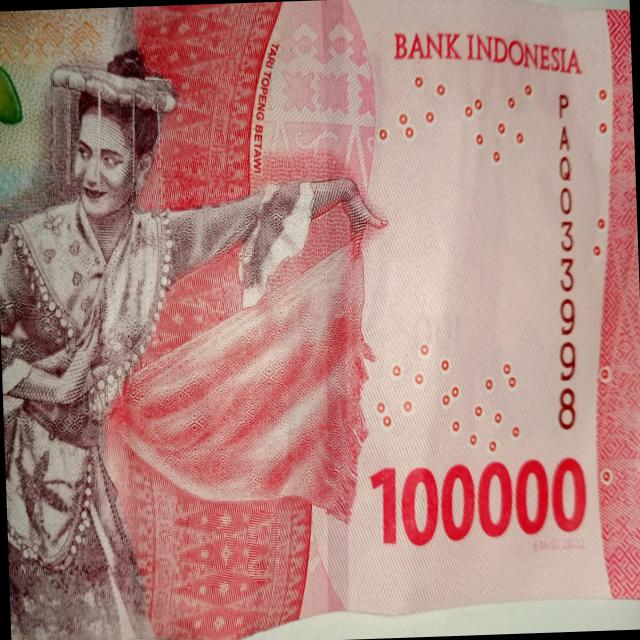 BANK INDONESIA
TARI TOPENG BETAWI
PAQ033998
100000
EMISI 2022